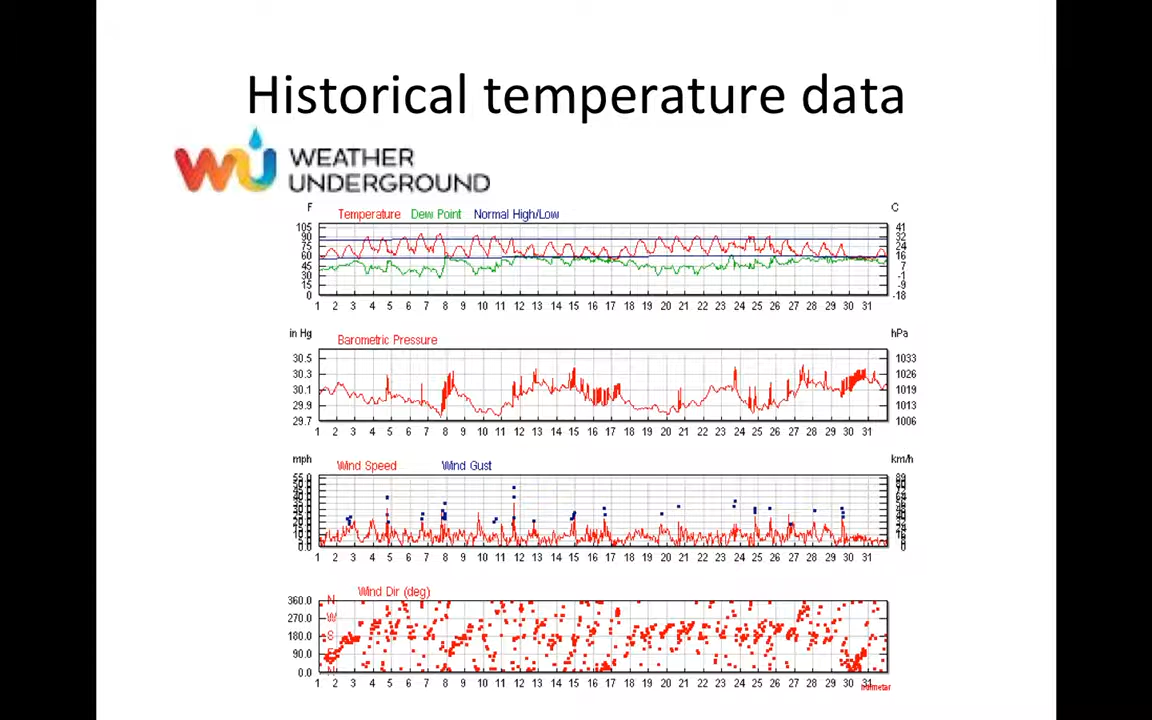 Historical temperature data
WU WEATHER
UNDERGROUND
F Temperature Dew Point Normal High/Low C
105 41
90 32
75 24
60 16
45 7
30 -1
15 -9
0 -18
1 2 3 4 5 6 7 8 9 10 11 12 13 14 15 16 17 18 19 20 21 22 23 24 25 26 27 28 29 30 31
in Hg Barometric Pressure hPa
30.5 1033
30.3 1026
30.1 1019
29.9 1013
29.7 1006
1 2 3 4 5 6 7 8 9 10 11 12 13 14 15 16 17 18 19 20 21 22 23 24 25 26 27 28 29 30 31
mph Wind Speed Wind Gust km/h
55.0
0.0 0
1 2 3 4 5 6 7 8 9 10 11 12 13 14 15 16 17 18 19 20 21 22 23 24 25 26 27 28 29 30 31
Wind Dir (deg)
360.0 N
270.0 W
180.0 S
90.0 E
0.0 N
1 2 3 4 5 6 7 8 9 10 11 12 13 14 15 16 17 18 19 20 21 22 23 24 25 26 27 28 29 30 31